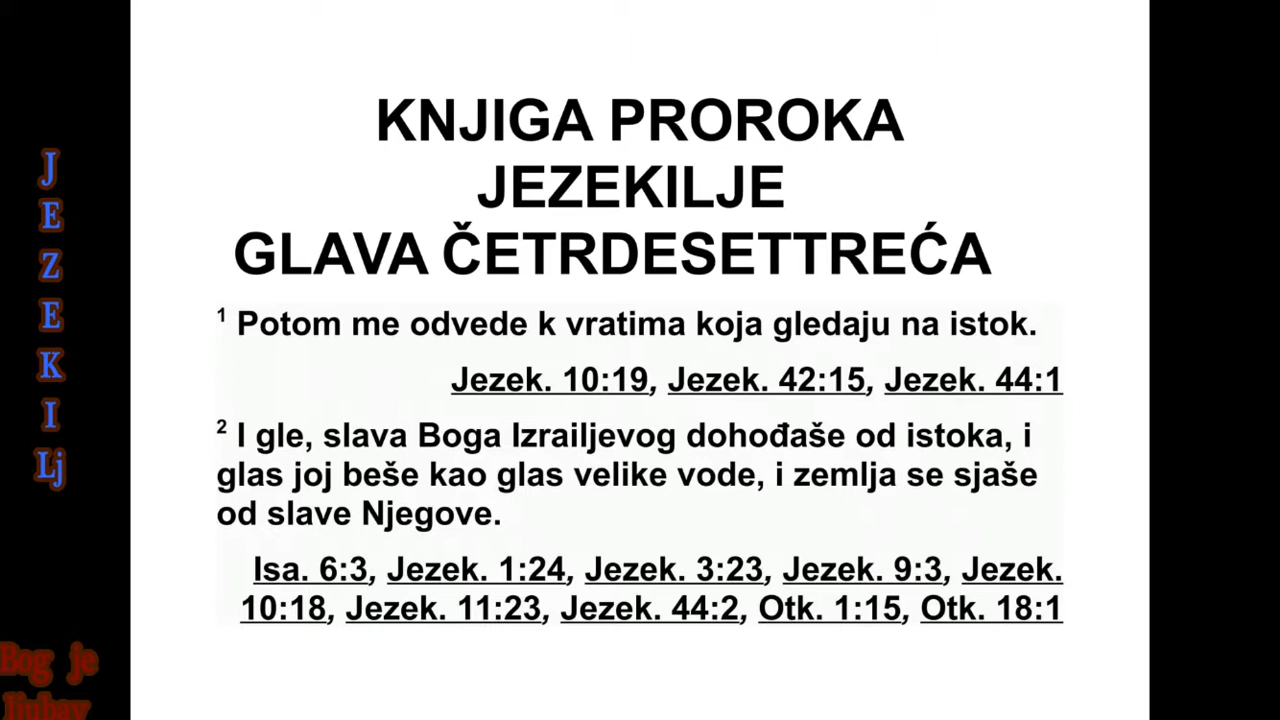 KNJIGA PROROKA
JEZEKILJE
GLAVA ČETRDESETTREĆA
1 Potom me odvede k vratima koja gledaju na istok.
Jezek. 10:19, Jezek. 42:15, Jezek. 44:1
2 I gle, slava Boga Izrailjevog dohođaše od istoka, i
glas joj beše kao glas velike vode, i zemlja se sjaše
od slave Njegove.
Isa. 6:3, Jezek. 1:24, Jezek. 3:23, Jezek. 9:3, Jezek.
10:18, Jezek. 11:23, Jezek. 44:2, Otk. 1:15, Otk. 18:1
J
E
Z
E
K
I
Lj
Bog je
ljubav